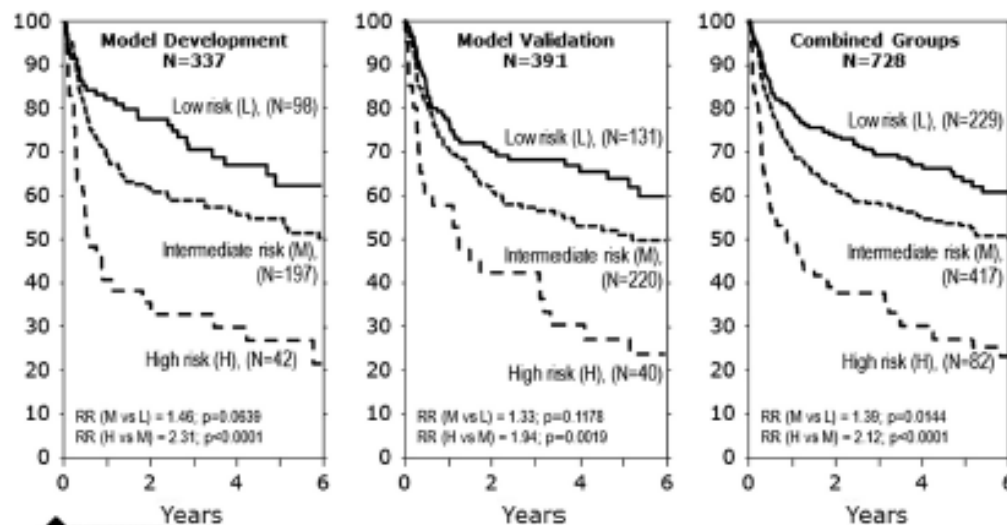 Model Development
N=337
Low risk (L), (N=98)
Intermediate risk (M),
(N=197)
High risk (H), (N=42)
RR (M vs L) = 1.46; p=0.0639
RR (H vs M) = 2.31; p<0.0001
100
90
80
70
60
50
40
30
20
10
0
0 2 4 6
Years
Model Validation
N=391
Low risilk (L), (N=131)
Intermediate risk (M),
(N=220)
High risk (H), (N=40)
RR (M vs L) = 1.33; p=0.1178
RR (H vs M) = 1.94; p=0.0019
100
90
80
70
60
50
40
30
20
10
0
0 2 4 6
Years
Combined Groups
N=728
Low risk (L), (N=229)
Intermediate risk (M),
(N=417)
High risk (H), (N=82)
RR (M vs L) = 1.39; p=0.0144
RR (H vs M) = 2.12; p<0.0001
100
90
80
70
60
50
40
30
20
10
0
0 2 4 6
Years